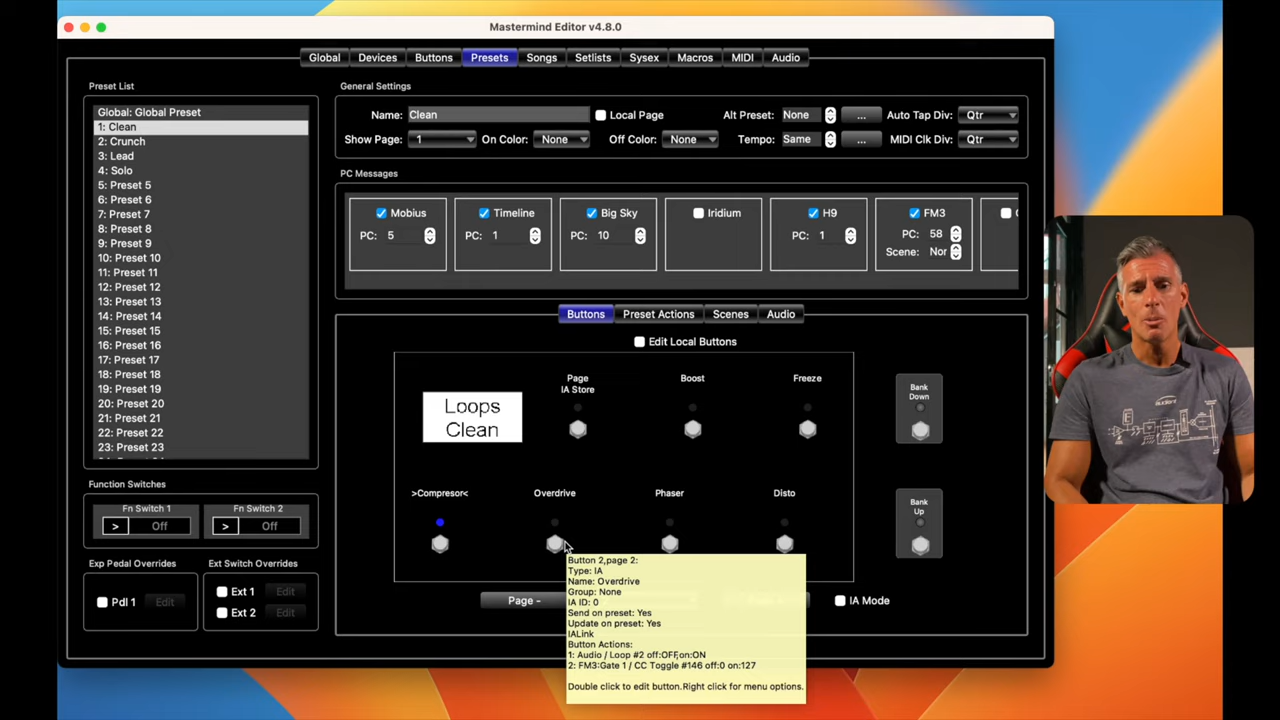 Mastermind Editor v4.8.0
Global Devices Buttons Presets Songs Setlists Sysex Macros MIDI Audio
Preset List
Global: Global Preset
1: Clean
2: Crunch
3: Lead
4: Solo
5: Preset 5
6: Preset 6
7: Preset 7
8: Preset 8
9: Preset 9
10: Preset 10
11: Preset 11
12: Preset 12
13: Preset 13
14: Preset 14
15: Preset 15
16: Preset 16
17: Preset 17
18: Preset 18
19: Preset 19
20: Preset 20
21: Preset 21
22: Preset 22
23: Preset 23
Function Switches
Fn Switch 1 Fn Switch 2
> Off > Off
Exp Pedal Overrides Ext Switch Overrides
Pdl 1 Edit
Ext 1 Edit
Ext 2 Edit
General Settings
Name: Clean Local Page Alt Preset: None ... Auto Tap Div: Qtr
Show Page: 1 On Color: None Off Color: None Tempo: Same ... MIDI Clk Div: Qtr
PC Messages
Mobius Timeline Big Sky Iridium H9 FM3
PC: 5 PC: 1 PC: 10 PC: 1 PC: 58
Scene: Nor
Buttons Preset Actions Scenes Audio
Edit Local Buttons
Page
IA Store
Boost
Freeze
Bank
Down
Loops
Clean
>Compresor< Overdrive Phaser Disto
Bank
Up
Page -
IA Mode
Button 2,page 2:
Type: IA
Name: Overdrive
Group: None
IA ID: 0
Send on preset: Yes
Update on preset: Yes
IALink
Button Actions:
1: Audio / Loop #2 off:OFF,on:ON
2: FM3:Gate 1 / CC Toggle #146 off:0 on:127
Double click to edit button.Right click for menu options.
audient